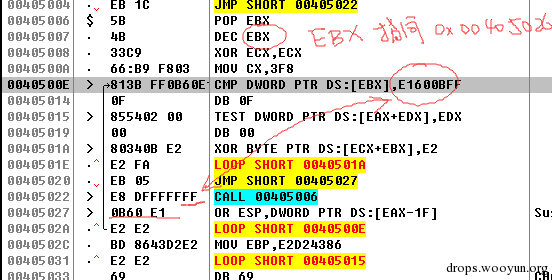 00405004 .ˬ EB 1C JMP SHORT 00405022
00405006 $ 5B POP EBX
00405007 . 4B DEC EBX EBX 指向 0x00405026
00405008 . 33C9 XOR ECX,ECX
0040500A . 66:B9 F803 MOV CX,3F8
0040500E > 813B FF0B60E1 CMP DWORD PTR DS:[EBX],E1600BFF
00405014 0F DB 0F
00405015 > 855402 00 TEST DWORD PTR DS:[EAX+EDX],EDX
00405019 00 DB 00
0040501A > 80340B E2 XOR BYTE PTR DS:[ECX+EBX],E2
0040501E .^ E2 FA LOOP SHORT 0040501A
00405020 .ˬ EB 05 JMP SHORT 00405027
00405022 > E8 DFFFFFFF CALL 00405006
00405027 > 0B60 E1 OR ESP,DWORD PTR DS:[EAX-1F] Sus
0040502A .^ E2 E2 LOOP SHORT 0040500E
0040502C . BD 8643D2E2 MOV EBP,E2D24386
00405031 .^ E2 E2 LOOP SHORT 00405015
00405033 69 DB 69 CH
drops.wooyun.org